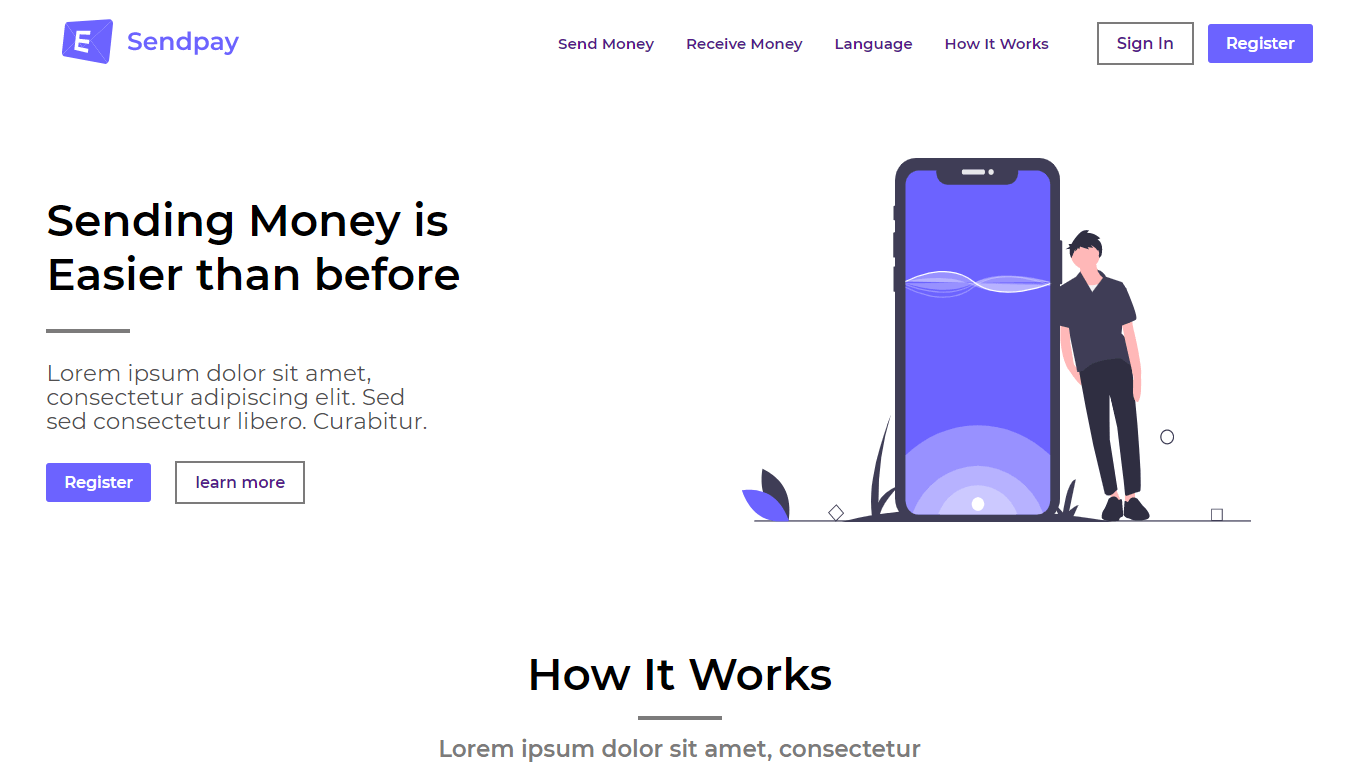 E Sendpay
Send Money Receive Money Language How It Works Sign In Register
Sending Money is
Easier than before
Lorem ipsum dolor sit amet,
consectetur adipiscing elit. Sed
sed consectetur libero. Curabitur.
Register learn more
How It Works
Lorem ipsum dolor sit amet, consectetur